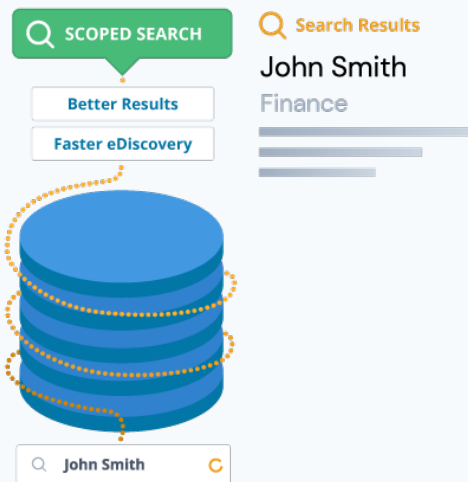 SCOPED SEARCH
Better Results
Faster eDiscovery
John Smith
Search Results
John Smith
Finance